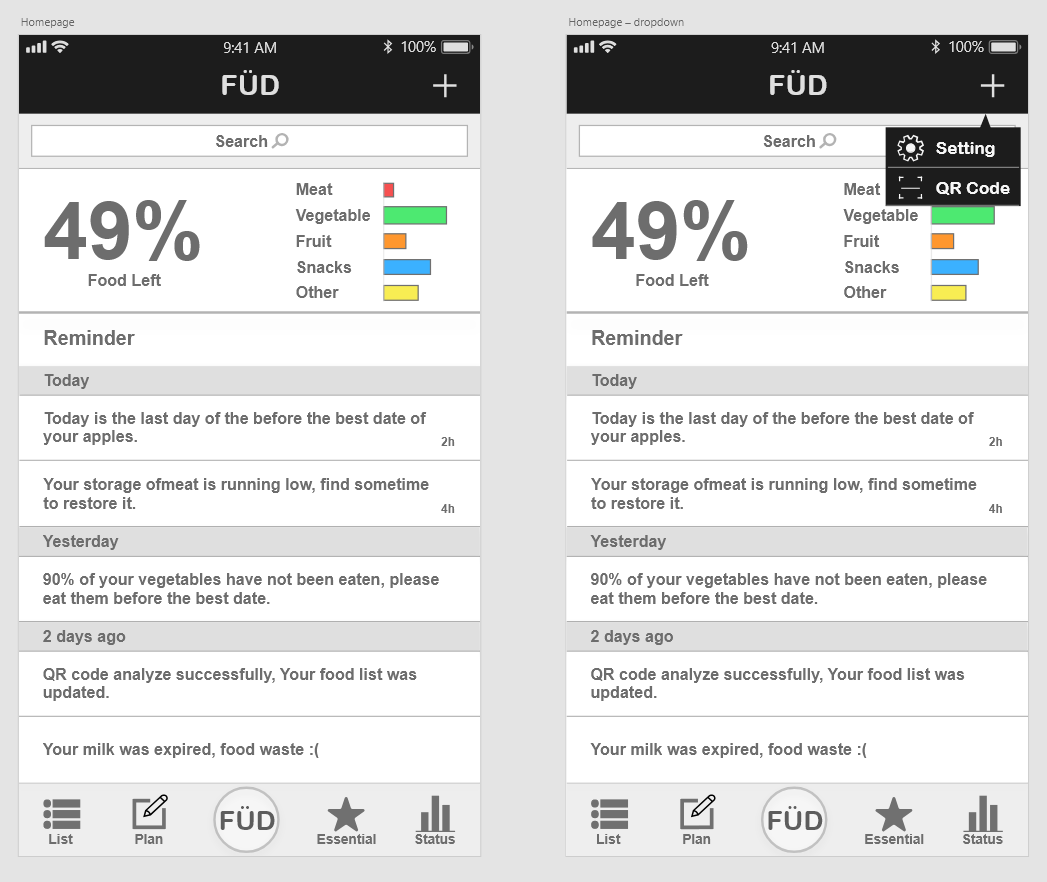 Homepage
9:41 AM
100%
FÜD
Search
49%
Food Left
Meat
Vegetable
Fruit
Snacks
Other
Reminder
Today
Today is the last day of the before the best date of
your apples.
2h
Your storage ofmeat is running low, find sometime
to restore it.
4h
Yesterday
90% of your vegetables have not been eaten, please
eat them before the best date.
2 days ago
QR code analyze successfully, Your food list was
updated.
Your milk was expired, food waste :(
List
Plan
FÜD
Essential
Status
Homepage – dropdown
9:41 AM
100%
FÜD
Search
Setting
QR Code
49%
Food Left
Meat
Vegetable
Fruit
Snacks
Other
Reminder
Today
Today is the last day of the before the best date of
your apples.
2h
Your storage ofmeat is running low, find sometime
to restore it.
4h
Yesterday
90% of your vegetables have not been eaten, please
eat them before the best date.
2 days ago
QR code analyze successfully, Your food list was
updated.
Your milk was expired, food waste :(
List
Plan
FÜD
Essential
Status